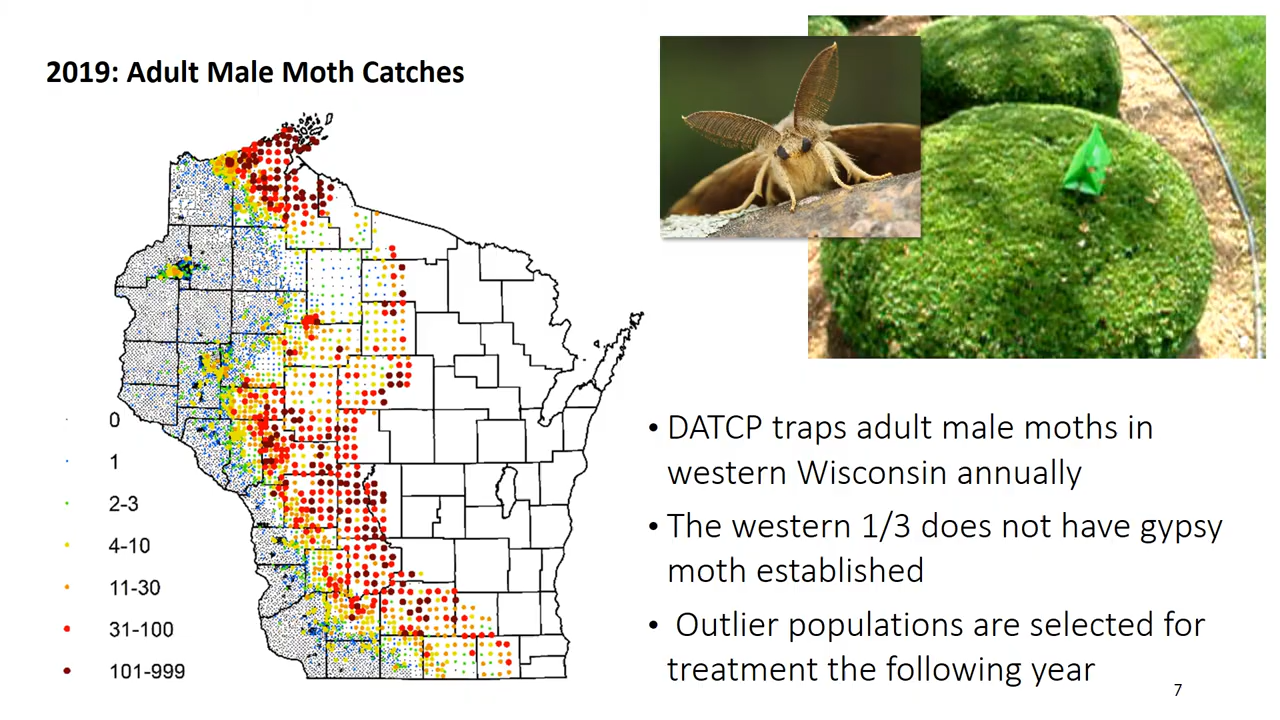 2019: Adult Male Moth Catches
0
1
2-3
4-10
11-30
31-100
101-999
• DATCP traps adult male moths in
western Wisconsin annually
• The western 1/3 does not have gypsy
moth established
• Outlier populations are selected for
treatment the following year
7